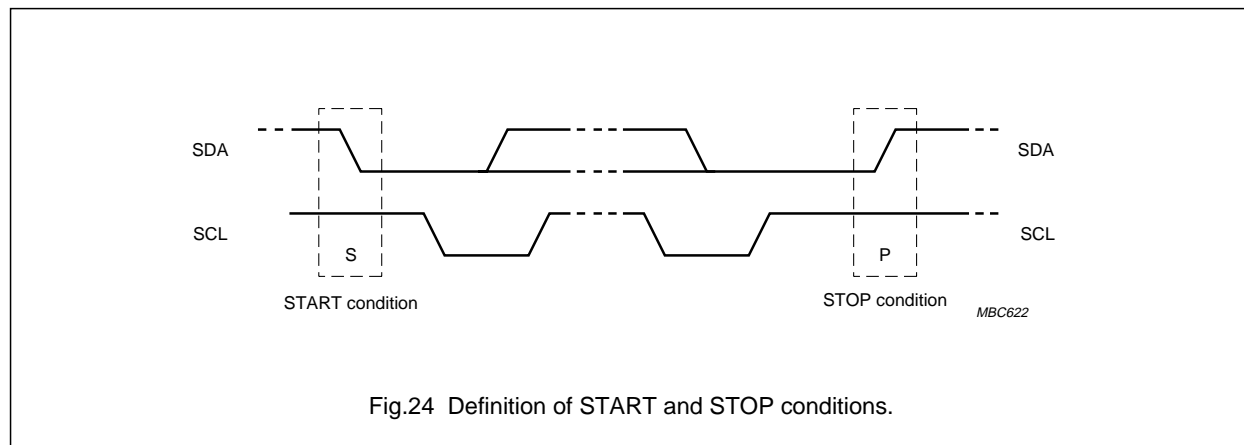 SDA
SDA
SCL
SCL
S
P
START condition
STOP condition
MBC622
Fig.24 Definition of START and STOP conditions.